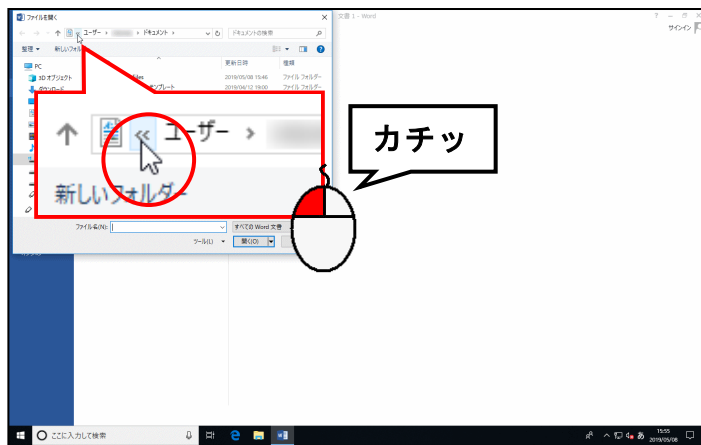 ファイルを開く
文書 1 - Word
サインイン
ユーザー > > ドキュメント >
ドキュメントの検索
整理
新しいフォル
更新日時
種類
PC
3D オブジェクト
ダウンロード
2019/05/08 15:46
ファイル フォルダー
ンプレート
2019/04/12 19:00
ファイル フォルダー
« ユーザー >
新しいフォルダー
カチッ
ファイル名(N):
すべての Word 文書
ツール(L)
開く(O)
ここに入力して検索
あ
15:55
2019/05/08